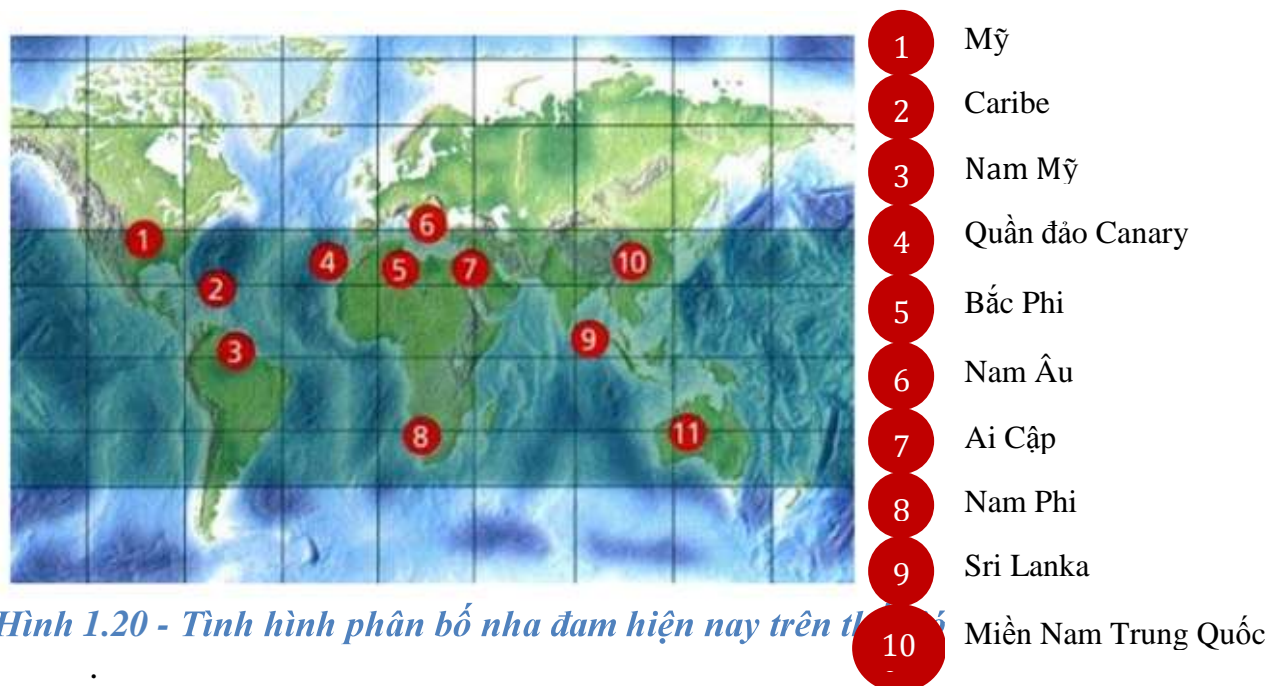 1 Mỹ
2 Caribe
3 Nam Mỹ
4 Quần đảo Canary
5 Bắc Phi
6 Nam Âu
7 Ai Cập
8 Nam Phi
9 Sri Lanka
10 Miền Nam Trung Quốc
1
2
3
4
5
6
7
8
9
10
11
Hình 1.20 - Tình hình phân bố nha đam hiện nay trên
.